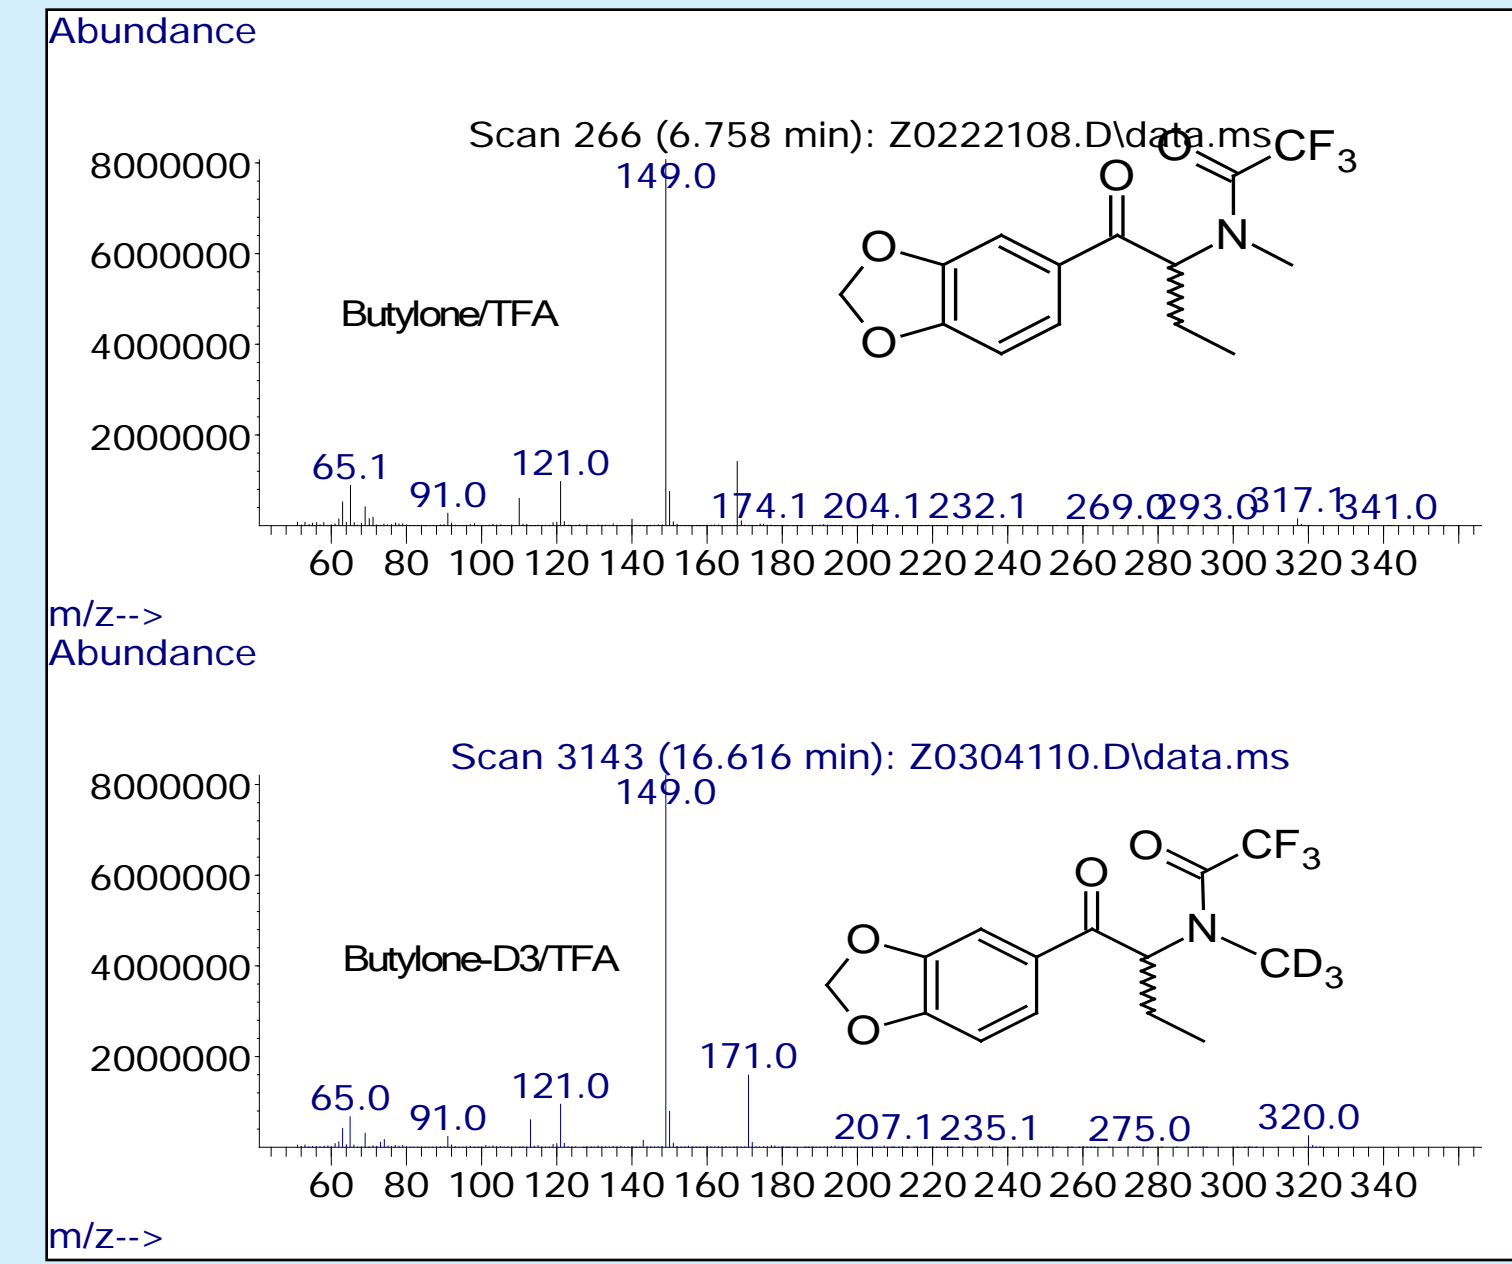 Abundance
Scan 266 (6.758 min): Z0222108.D\data.ms
8000000
6000000
4000000
2000000
149.0
Butylone/TFA
65.1
91.0
121.0
174.1
204.1
232.1
269.0
293.0
317.1
341.0
O
O
O
O
CF3
N
60 80 100 120 140 160 180 200 220 240 260 280 300 320 340
m/z-->
Abundance
Scan 3143 (16.616 min): Z0304110.D\data.ms
8000000
6000000
4000000
2000000
149.0
Butylone-D3/TFA
65.0
91.0
121.0
171.0
207.1
235.1
275.0
320.0
O
O
O
O
CF3
N
CD3
60 80 100 120 140 160 180 200 220 240 260 280 300 320 340
m/z-->